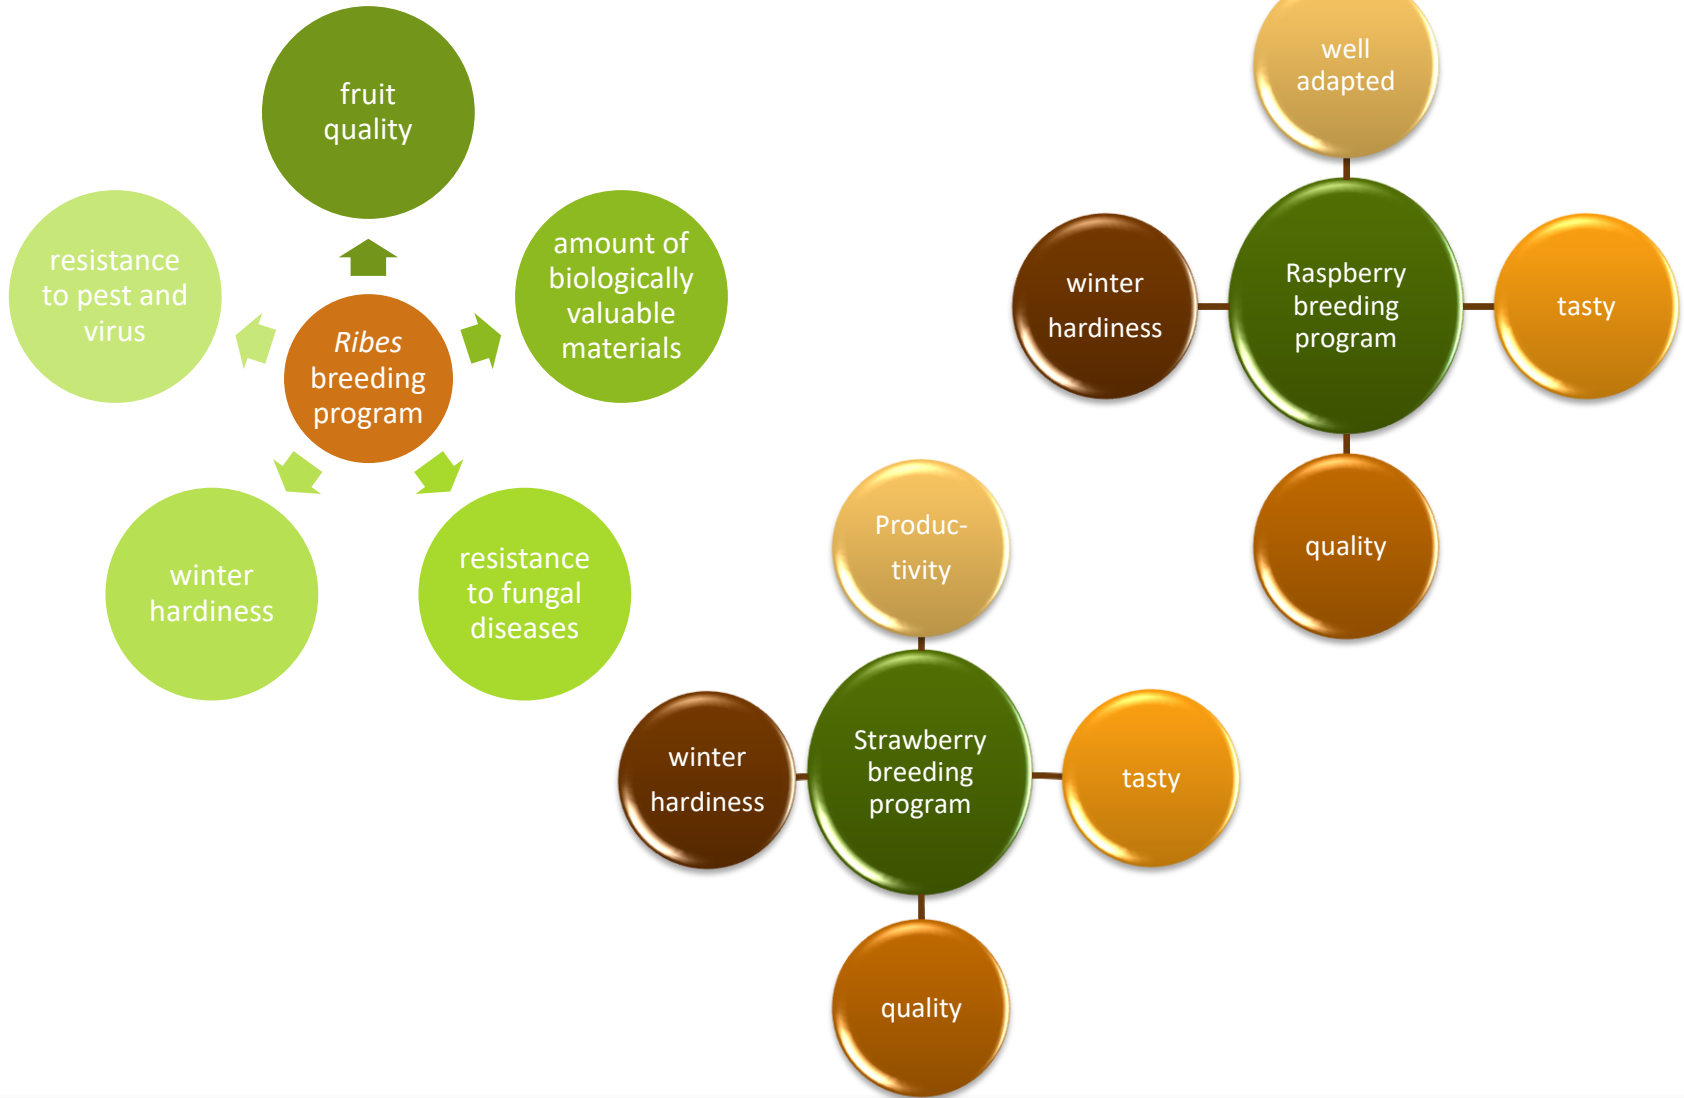 fruit
quality
amount of
biologically
valuable
materials
resistance
to fungal
diseases
winter
hardiness
resistance
to pest and
virus
Ribes
breeding
program
well
adapted
Raspberry
breeding
program
winter
hardiness
tasty
quality
Produc-
tivity
Strawberry
breeding
program
winter
hardiness
tasty
quality